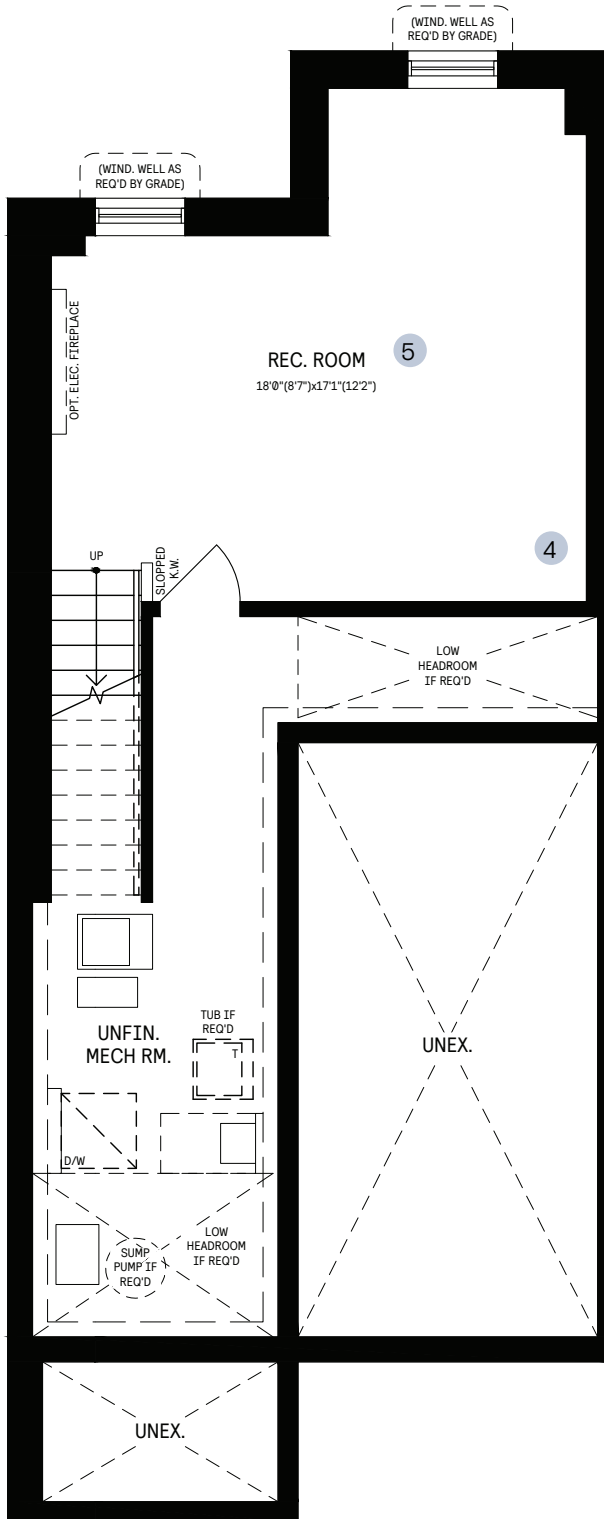 (WIND. WELL AS
REQ'D BY GRADE)
(WIND. WELL AS
REQ'D BY GRADE)
OPT. ELEC. FIREPLACE
REC. ROOM
5
18'0"(8'7")x17'1"(12'2")
4
UP
SLOPPED
K.W.
LOW
HEADROOM
IF REQ'D
UNFIN.
MECH RM.
TUB IF
REQ'D
T
UNEX.
D/W
SUMP
PUMP IF
REQ'D
LOW
HEADROOM
IF REQ'D
UNEX.